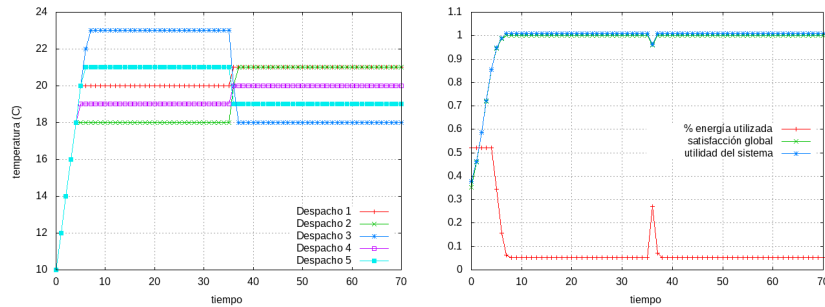 24
22
20
18
16
14
12
10
temperatura (C)
Despacho 1
Despacho 2
Despacho 3
Despacho 4
Despacho 5
0 10 20 30 40 50 60 70
tiempo
1.1
1
0.9
0.8
0.7
0.6
0.5
0.4
0.3
0.2
0.1
0
% energía utilizada
satisfacción global
utilidad del sistema
0 10 20 30 40 50 60 70
tiempo